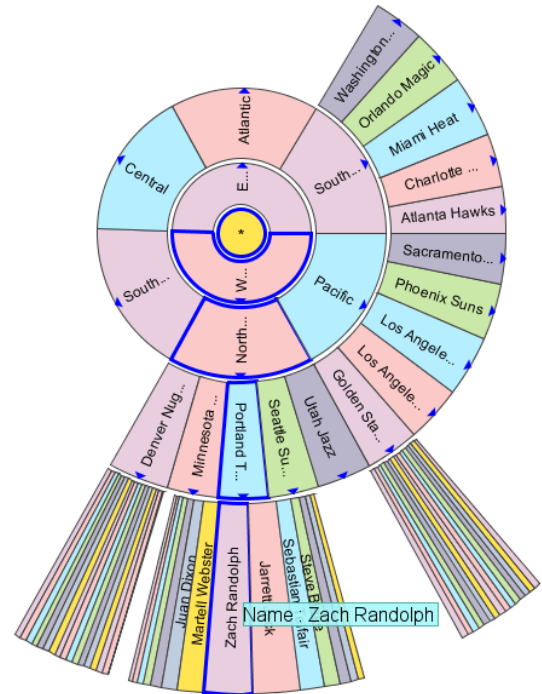 Washington...
Orlando Magic
Miami Heat
Charlotte ...
Atlanta Hawks
Sacramento...
Phoenix Suns
Los Angele...
Los Angele...
Golden Sta...
Utah Jazz
Seattle Su...
Portland T...
Minnesota ...
Denver Nug...
Atlantic
Central
South...
South...
Pacific
North...
E...
W...
*
Juan Dixon
Martell Webster
Zach Randolph
Name : Zach Randolph